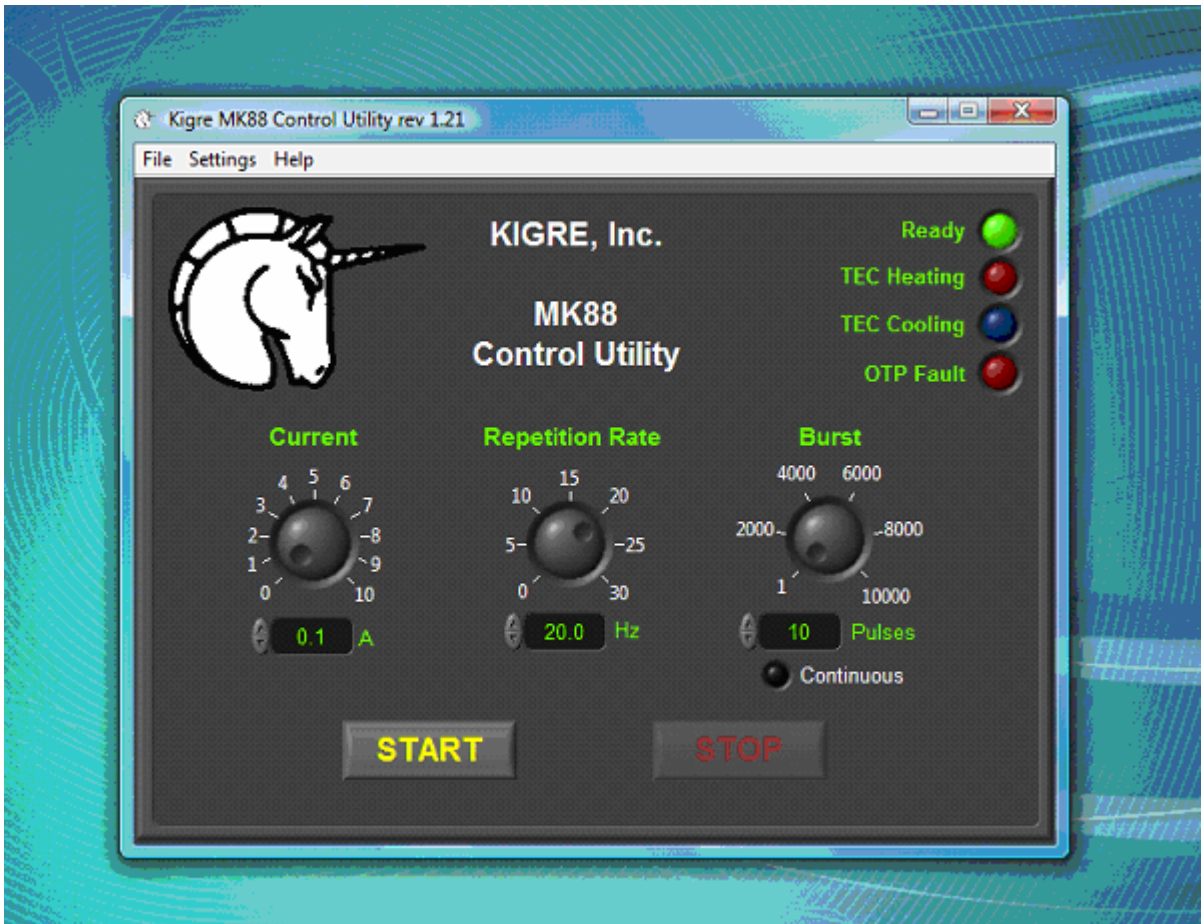 Kigre MK88 Control Utility rev 1.21
File Settings Help
KIGRE, Inc.
MK88
Control Utility
Ready
TEC Heating
TEC Cooling
OTP Fault
Current
0 1 2 3 4 5 6 7 8 9 10
0.1 A
Repetition Rate
0 5 10 15 20 25 30
20.0 Hz
Burst
1 2000 4000 6000 8000 10000
10 Pulses
Continuous
START
STOP